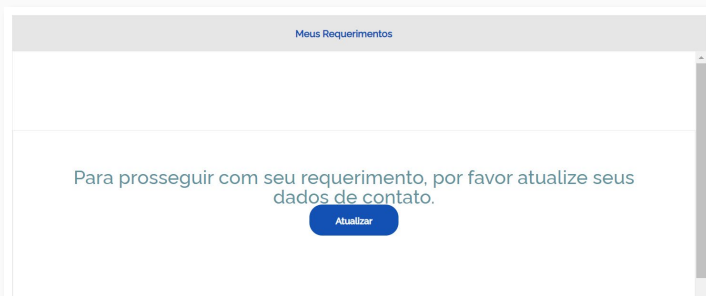 Meus Requerimentos
Para prosseguir com seu requerimento, por favor atualize seus
dados de contato.
Atualizar